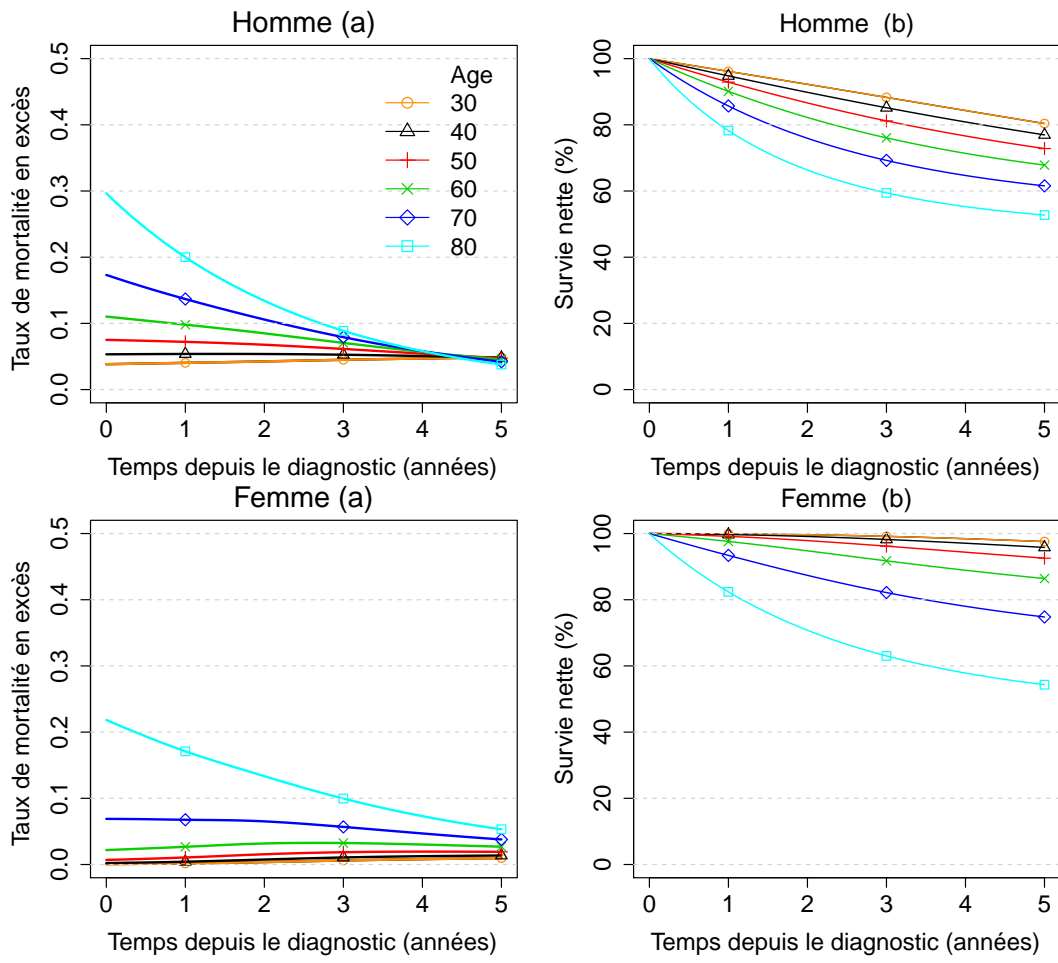 Homme (a)
Taux de mortalité en excès
0.0 0.1 0.2 0.3 0.4 0.5
Age
30
40
50
60
70
80
0 1 2 3 4 5
Temps depuis le diagnostic (années)
Homme (b)
Survie nette (%)
0 20 40 60 80 100
0 1 2 3 4 5
Temps depuis le diagnostic (années)
Femme (a)
Taux de mortalité en excès
0.0 0.1 0.2 0.3 0.4 0.5
0 1 2 3 4 5
Temps depuis le diagnostic (années)
Femme (b)
Survie nette (%)
0 20 40 60 80 100
0 1 2 3 4 5
Temps depuis le diagnostic (années)